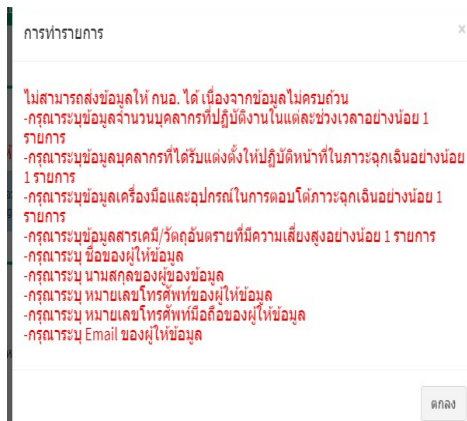 การทำรายการ
x
ไม่สามารถส่งข้อมูลให้ กนอ. ได้ เนื่องจากข้อมูลไม่ครบถ้วน
-กรุณาระบุข้อมูลจำนวนบุคลากรที่ปฏิบัติงานในแต่ละช่วงเวลาอย่างน้อย 1
รายการ
-กรุณาระบุข้อมูลบุคลากรที่ได้รับแต่งตั้งให้ปฏิบัติหน้าที่ในภาวะฉุกเฉินอย่างน้อย
1 รายการ
-กรุณาระบุข้อมูลเครื่องมือและอุปกรณ์ในการตอบโต้ภาวะฉุกเฉินอย่างน้อย 1
รายการ
-กรุณาระบุข้อมูลสารเคมี/วัตถุอันตรายที่มีความเสี่ยงสูงอย่างน้อย 1 รายการ
-กรุณาระบุ ชื่อของผู้ให้ข้อมูล
-กรุณาระบุ นามสกุลของผู้ของข้อมูล
-กรุณาระบุ หมายเลขโทรศัพท์ของผู้ให้ข้อมูล
-กรุณาระบุ หมายเลขโทรศัพท์มือถือของผู้ให้ข้อมูล
-กรุณาระบุ Email ของผู้ให้ข้อมูล
ตกลง